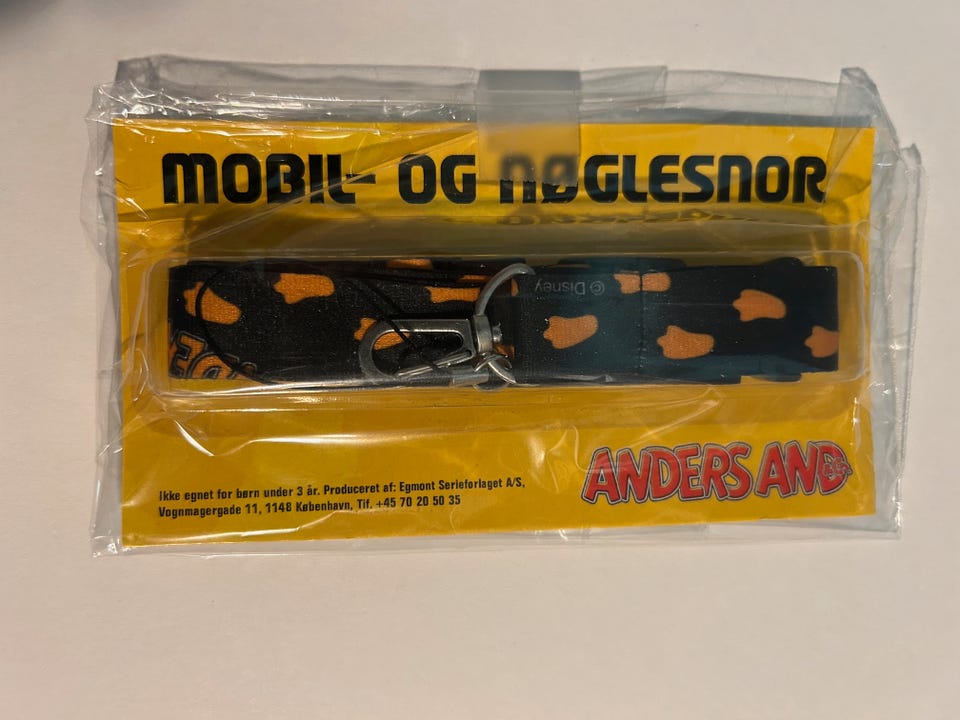 MOBIL- OG NØGLESNOR
© Disney
ANDERS AND & Co.
Ikke egnet for børn under 3 år. Produceret af: Egmont Serieforlaget A/S,
Vognmagergade 11, 1148 København, Tlf. +45 70 20 50 35